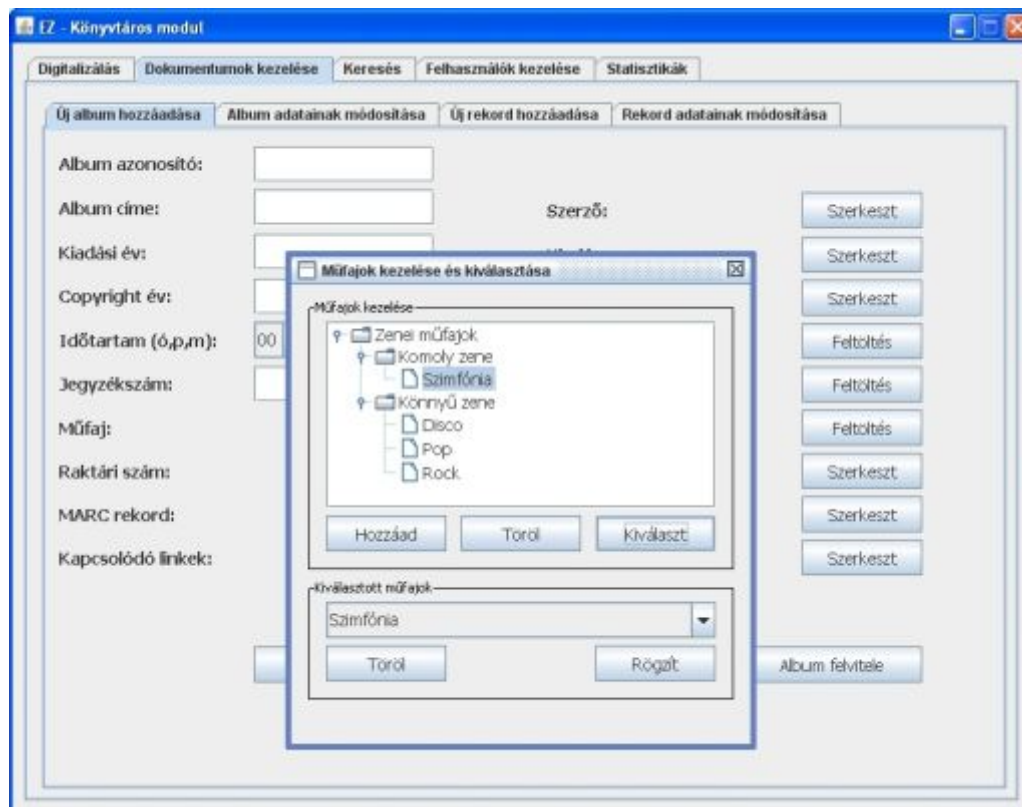 EZ - Könyvtáros modul
Digitalizálás Dokumentumok kezelése Keresés Felhasználók kezelése Statisztikák
Új album hozzáadása Album adatainak módosítása Új rekord hozzáadása Rekord adatainak módosítása
Album azonosító:
Album címe: Szerző: Szerkeszt
Kiadási év: Szerkeszt
Copyright év: Szerkeszt
Időtartam (ó,p,m): 00 Feltöltés
Jegyzékszám: Feltöltés
Műfaj: Feltöltés
Raktári szám: Szerkeszt
MARC rekord: Szerkeszt
Kapcsolódó linkek: Szerkeszt
Album felvitele
Műfajok kezelése és kiválasztása
Műfajok kezelése
Zenei műfajok
Komoly zene
Szimfónia
Könnyű zene
Disco
Pop
Rock
Hozzáad Töröl Kiválaszt
Kiválasztott műfajok
Szimfónia
Töröl Rögzít